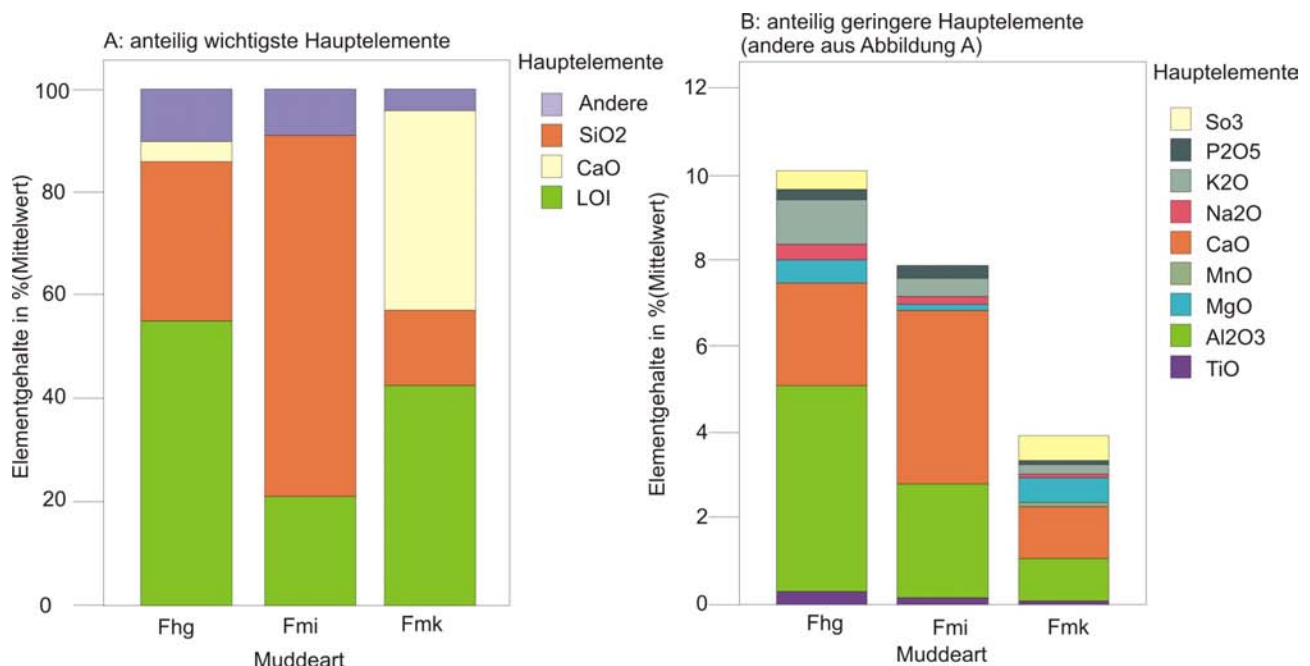 A: anteilig wichtigste Hauptelemente
Elementgehalte in %(Mittelwert)
100
80
60
40
20
0
Fhg
Fmi
Fmk
Muddeart
Hauptelemente
Andere
SiO2
CaO
LOI
B: anteilig geringere Hauptelemente
(andere aus Abbildung A)
Elementgehalte in %(Mittelwert)
12
10
8
6
4
2
0
Fhg
Fmi
Fmk
Muddeart
Hauptelemente
So3
P2O5
K2O
Na2O
CaO
MnO
MgO
Al2O3
TiO